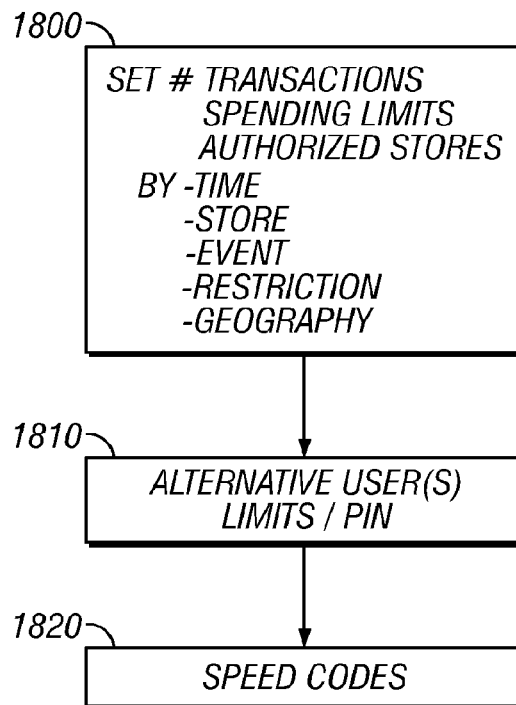 1800
SET # TRANSACTIONS
SPENDING LIMITS
AUTHORIZED STORES
BY -TIME
-STORE
-EVENT
-RESTRICTION
-GEOGRAPHY
1810
ALTERNATIVE USER(S)
LIMITS / PIN
1820
SPEED CODES